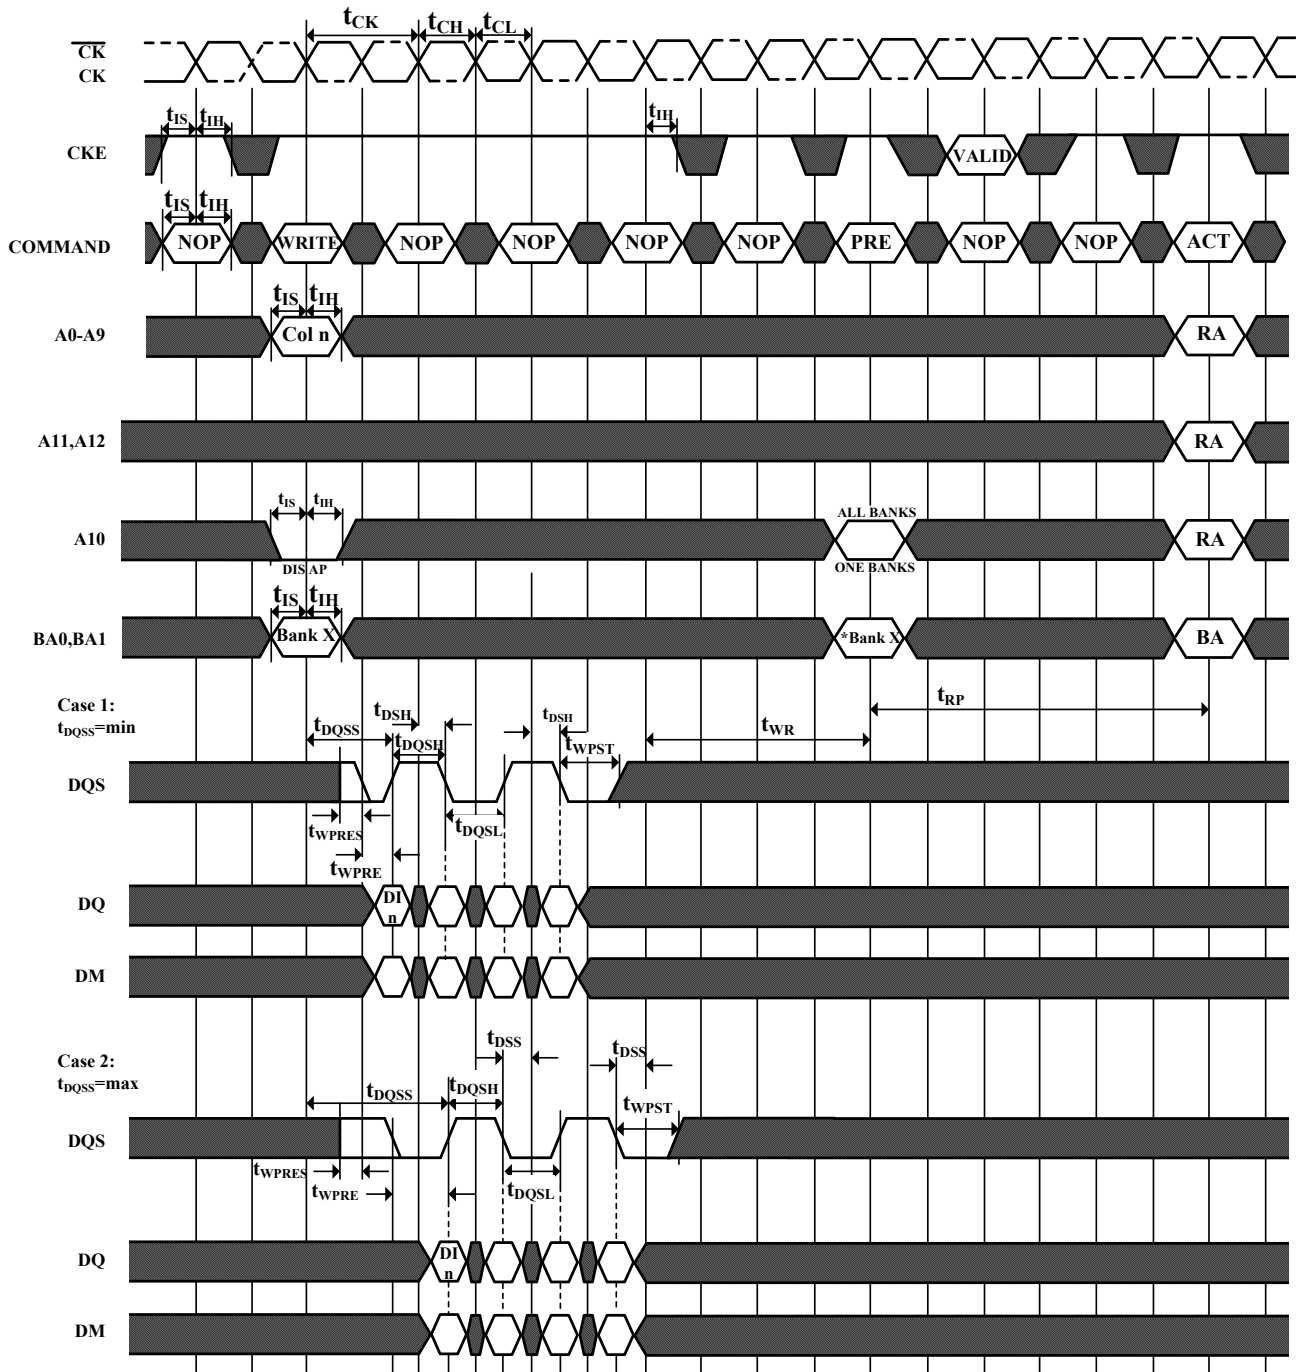 tCK tCH tCL
CK
CK
tIS tIH tIH
CKE VALID
tIS tIH
COMMAND NOP WRITE NOP NOP NOP NOP PRE NOP NOP ACT
tIS tIH
A0-A9 Col n RA
A11,A12 RA
tIS tIH ALL BANKS
A10 RA
DIS AP ONE BANKS
tIS tIH
BA0,BA1 Bank X *Bank X BA
Case 1:
tDQSS=min
tDQSS tDSH tDSH tWR tRP
tDQSH tWPST
DQS
tWPRES tDQSL
tWPRE
DQ DI
n
DM
Case 2:
tDQSS=max
tDSS tDSS
tDQSS tDQSH tWPST
DQS
tWPRES tWPRE tDQSL
DQ DI
n
DM